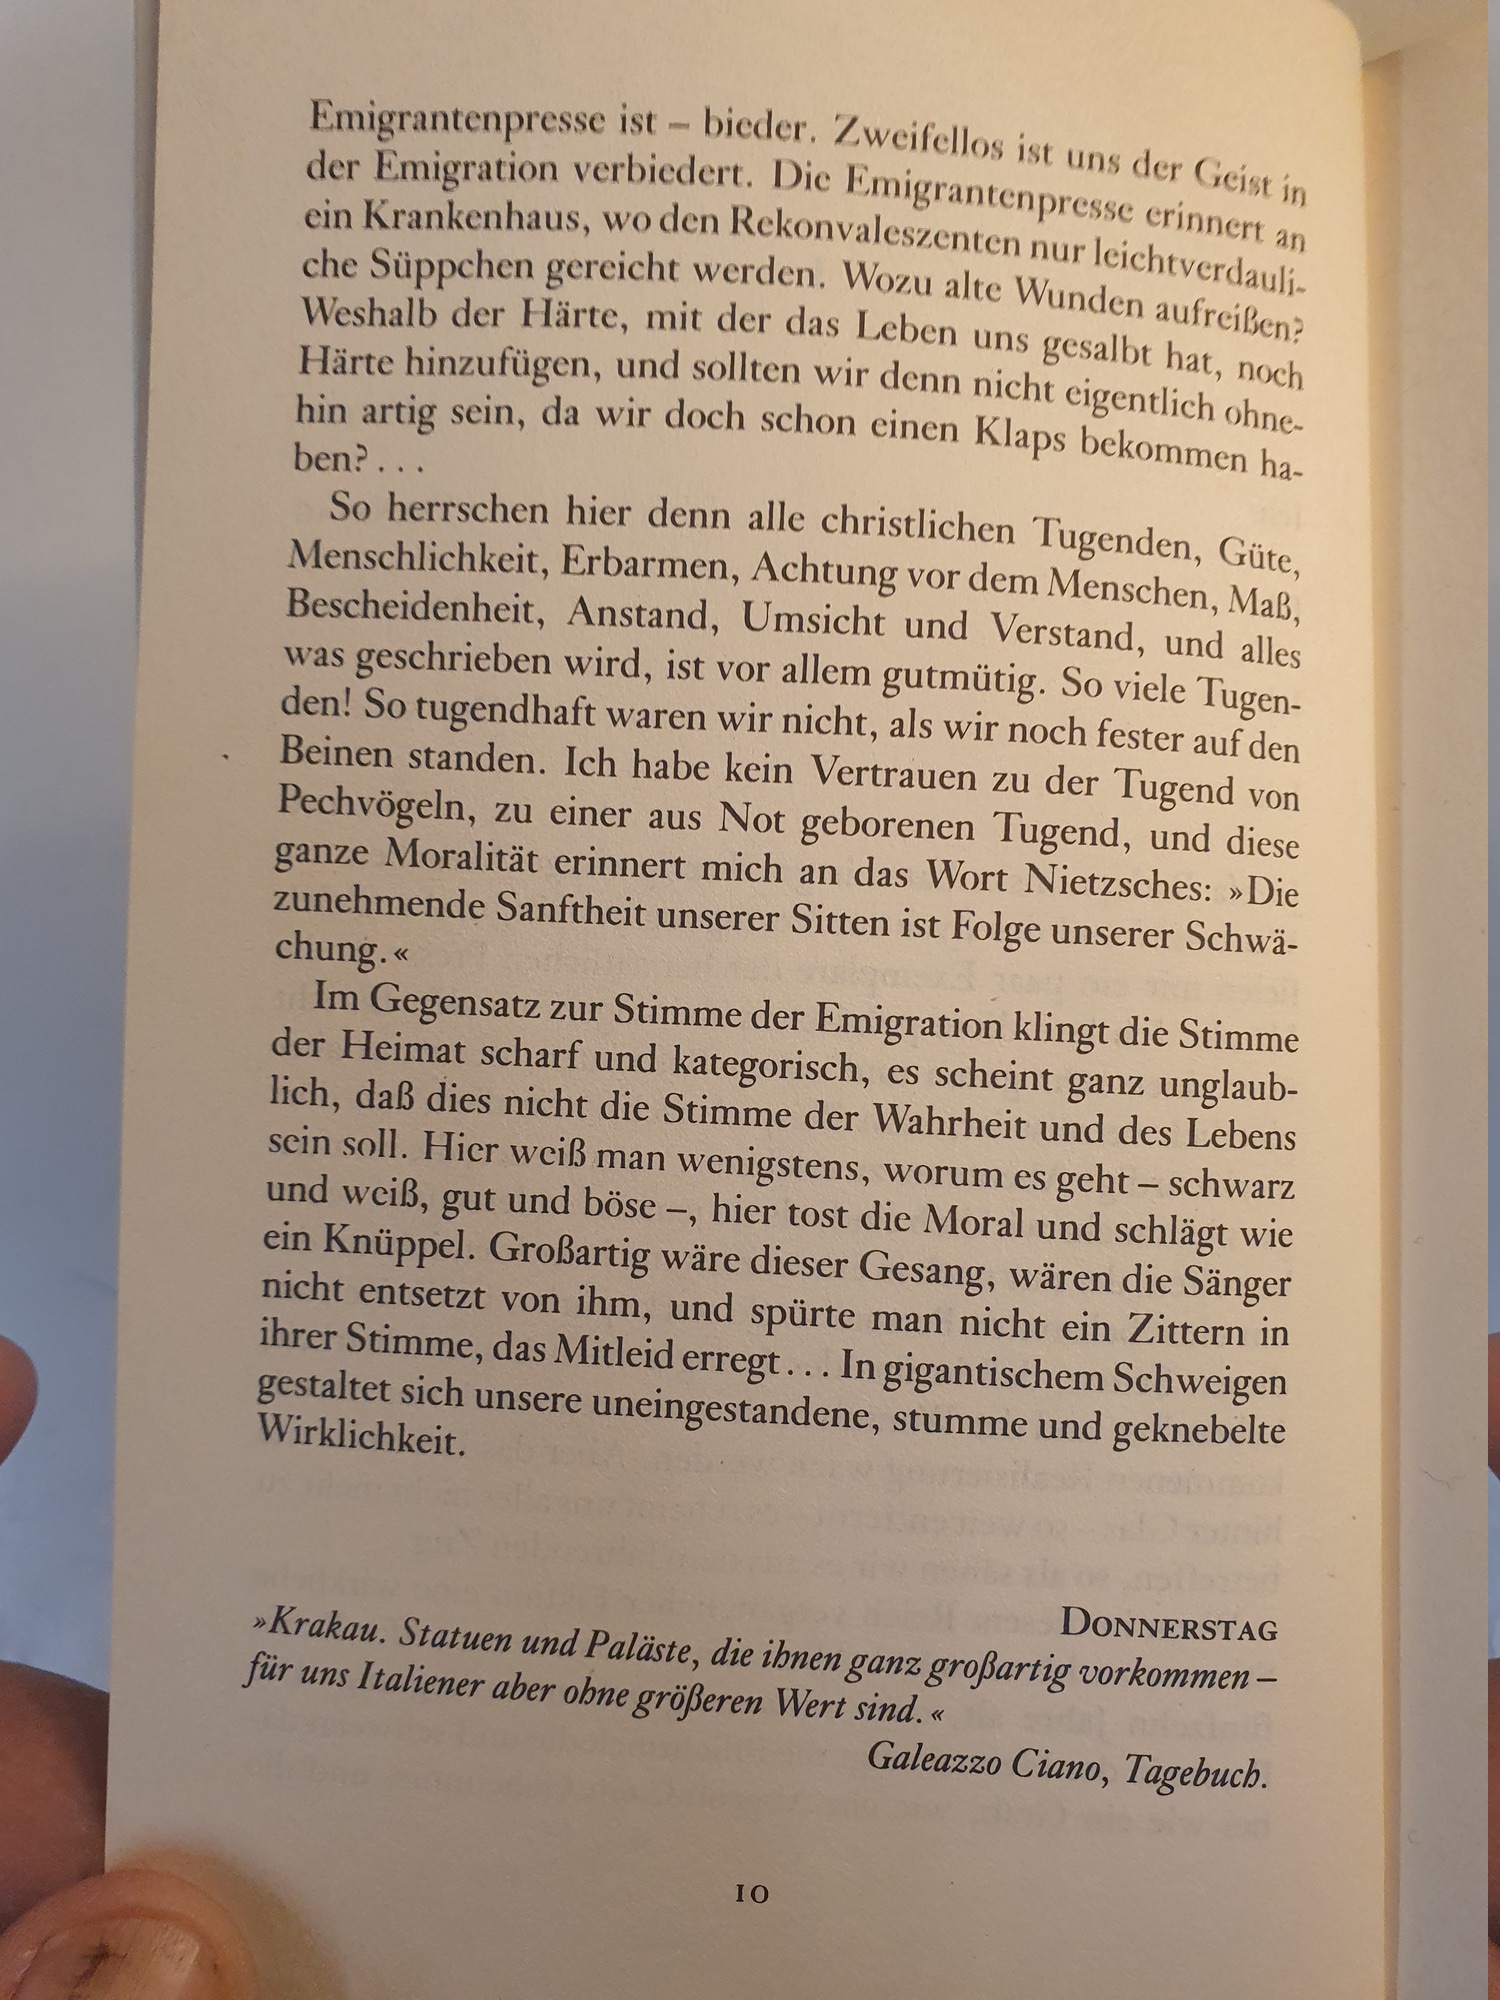 Emigrantenpresse ist – bieder. Zweifellos ist uns der Geist in
der Emigration verbiedert. Die Emigrantenpresse erinnert an
ein Krankenhaus, wo den Rekonvaleszenten nur leichtverdauli-
che Süppchen gereicht werden. Wozu alte Wunden aufreißen?
Weshalb der Härte, mit der das Leben uns gesalbt hat, noch
Härte hinzufügen, und sollten wir denn nicht eigentlich ohne-
hin artig sein, da wir doch schon einen Klaps bekommen ha-
ben? . . .
So herrschen hier denn alle christlichen Tugenden, Güte,
Menschlichkeit, Erbarmen, Achtung vor dem Menschen, Maß,
Bescheidenheit, Anstand, Umsicht und Verstand, und alles
was geschrieben wird, ist vor allem gutmütig. So viele Tugen-
den! So tugendhaft waren wir nicht, als wir noch fester auf den
Beinen standen. Ich habe kein Vertrauen zu der Tugend von
Pechvögeln, zu einer aus Not geborenen Tugend, und diese
ganze Moralität erinnert mich an das Wort Nietzsches: »Die
zunehmende Sanftheit unserer Sitten ist Folge unserer Schwä-
chung.«
Im Gegensatz zur Stimme der Emigration klingt die Stimme
der Heimat scharf und kategorisch, es scheint ganz unglaub-
lich, daß dies nicht die Stimme der Wahrheit und des Lebens
sein soll. Hier weiß man wenigstens, worum es geht – schwarz
und weiß, gut und böse –, hier tost die Moral und schlägt wie
ein Knüppel. Großartig wäre dieser Gesang, wären die Sänger
nicht entsetzt von ihm, und spürte man nicht ein Zittern in
ihrer Stimme, das Mitleid erregt . . . In gigantischem Schweigen
gestaltet sich unsere uneingestandene, stumme und geknebelte
Wirklichkeit.
DONNERSTAG
»Krakau. Statuen und Paläste, die ihnen ganz großartig vorkommen –
für uns Italiener aber ohne größeren Wert sind.«
Galeazzo Ciano, Tagebuch.
10